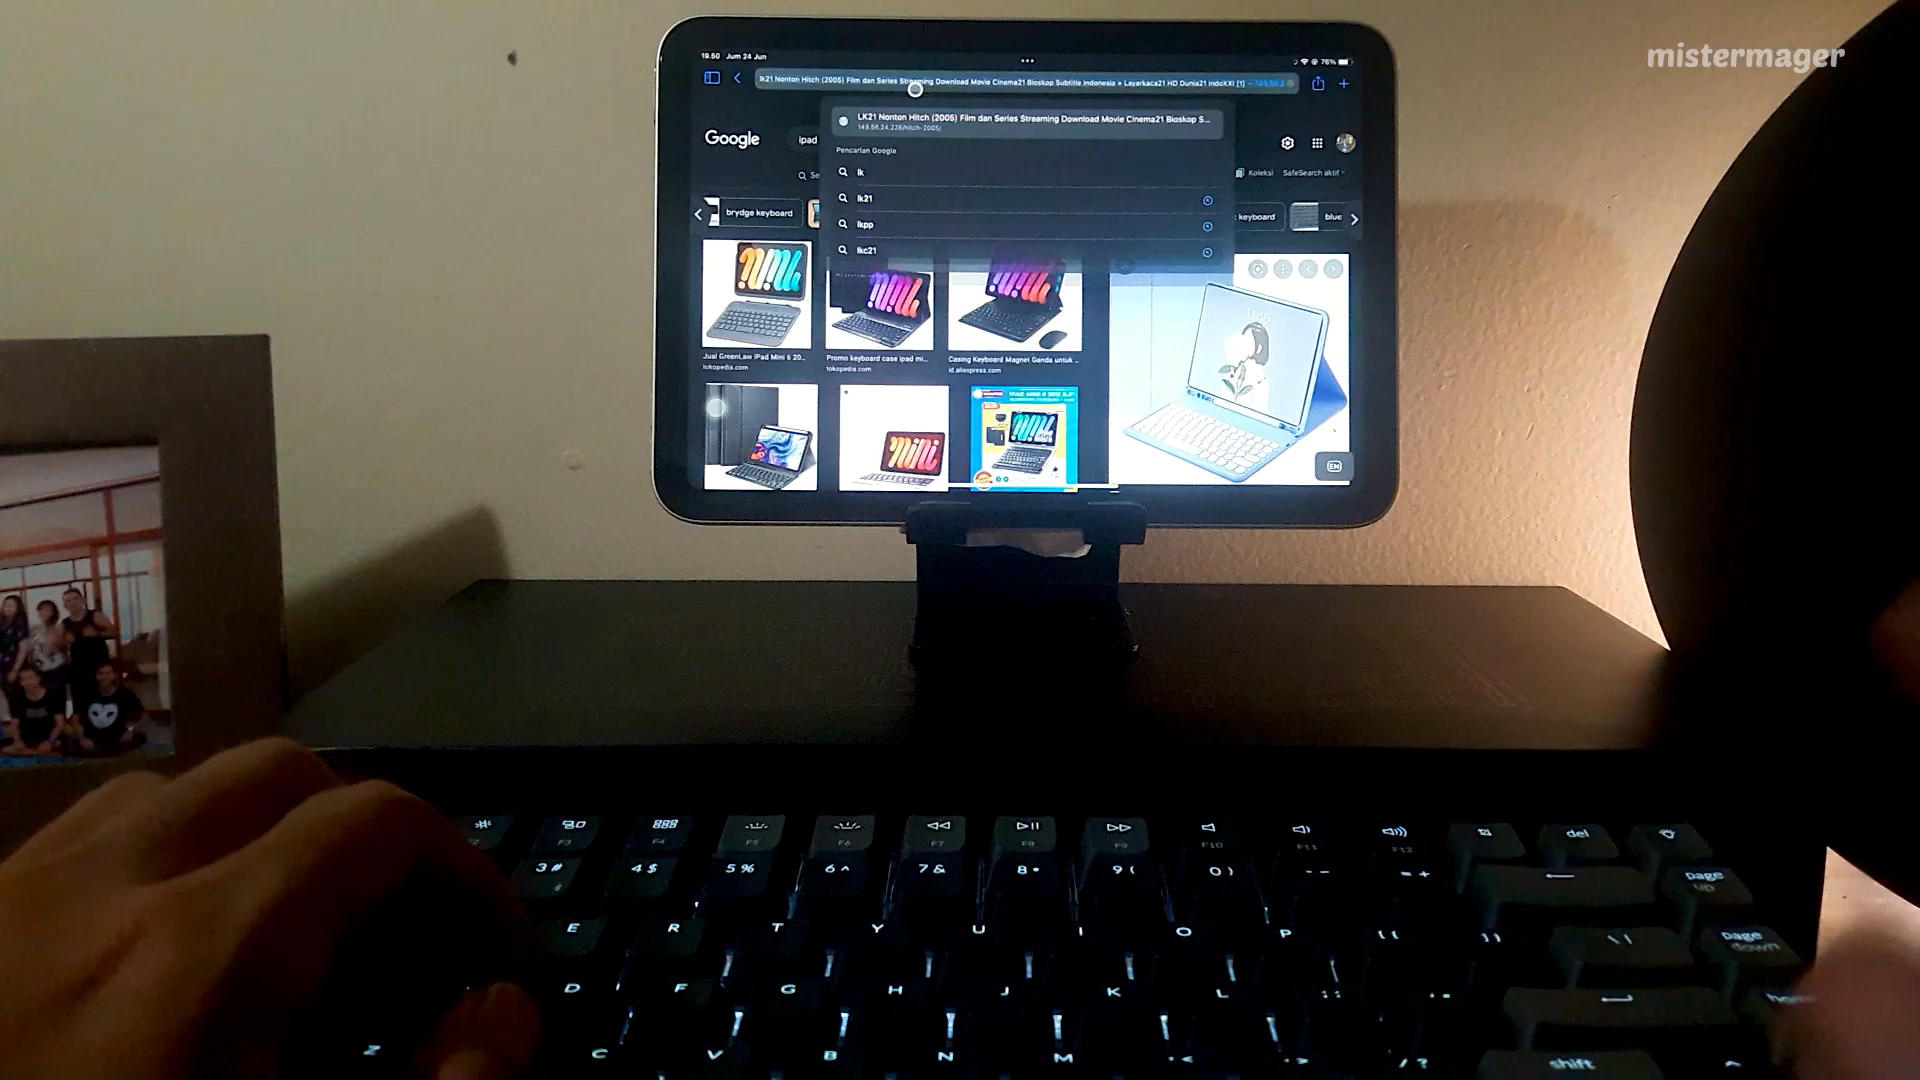 mistermager
19.50 Jum 24 Jun
76%
lk21 Nonton Hitch (2005) Film dan Series Streaming Download Movie Cinema21 Bioskop Subtitle Indonesia » Layarkaca21 HD Dunia21 IndoXXI [1]
LK21 Nonton Hitch (2005) Film dan Series Streaming Download Movie Cinema21 Bioskop S...
149.56.24.226/hitch-2005/
Google
ipad
Pencarian Google
lk
Se
Koleksi
SafeSearch aktif
lk21
brydge keyboard
lkpp
keyboard
blue
lkc21
Jual GreenLaw iPad Mini 6 20...
tokopedia.com
Promo keyboard case ipad mi...
tokopedia.com
Casing Keyboard Magnet Ganda untuk ...
id.aliexpress.com
EN
F3
F4
F5
F6
F7
F8
F9
F10
F11
F12
del
3 #
4 $
5 %
6 ^
7 &
8 *
9 (
0 )
- -
= +
page up
E
R
T
Y
U
I
O
P
\ |
page down
D
F
G
H
J
K
L
Z
C
V
B
N
M
/ ?
shift